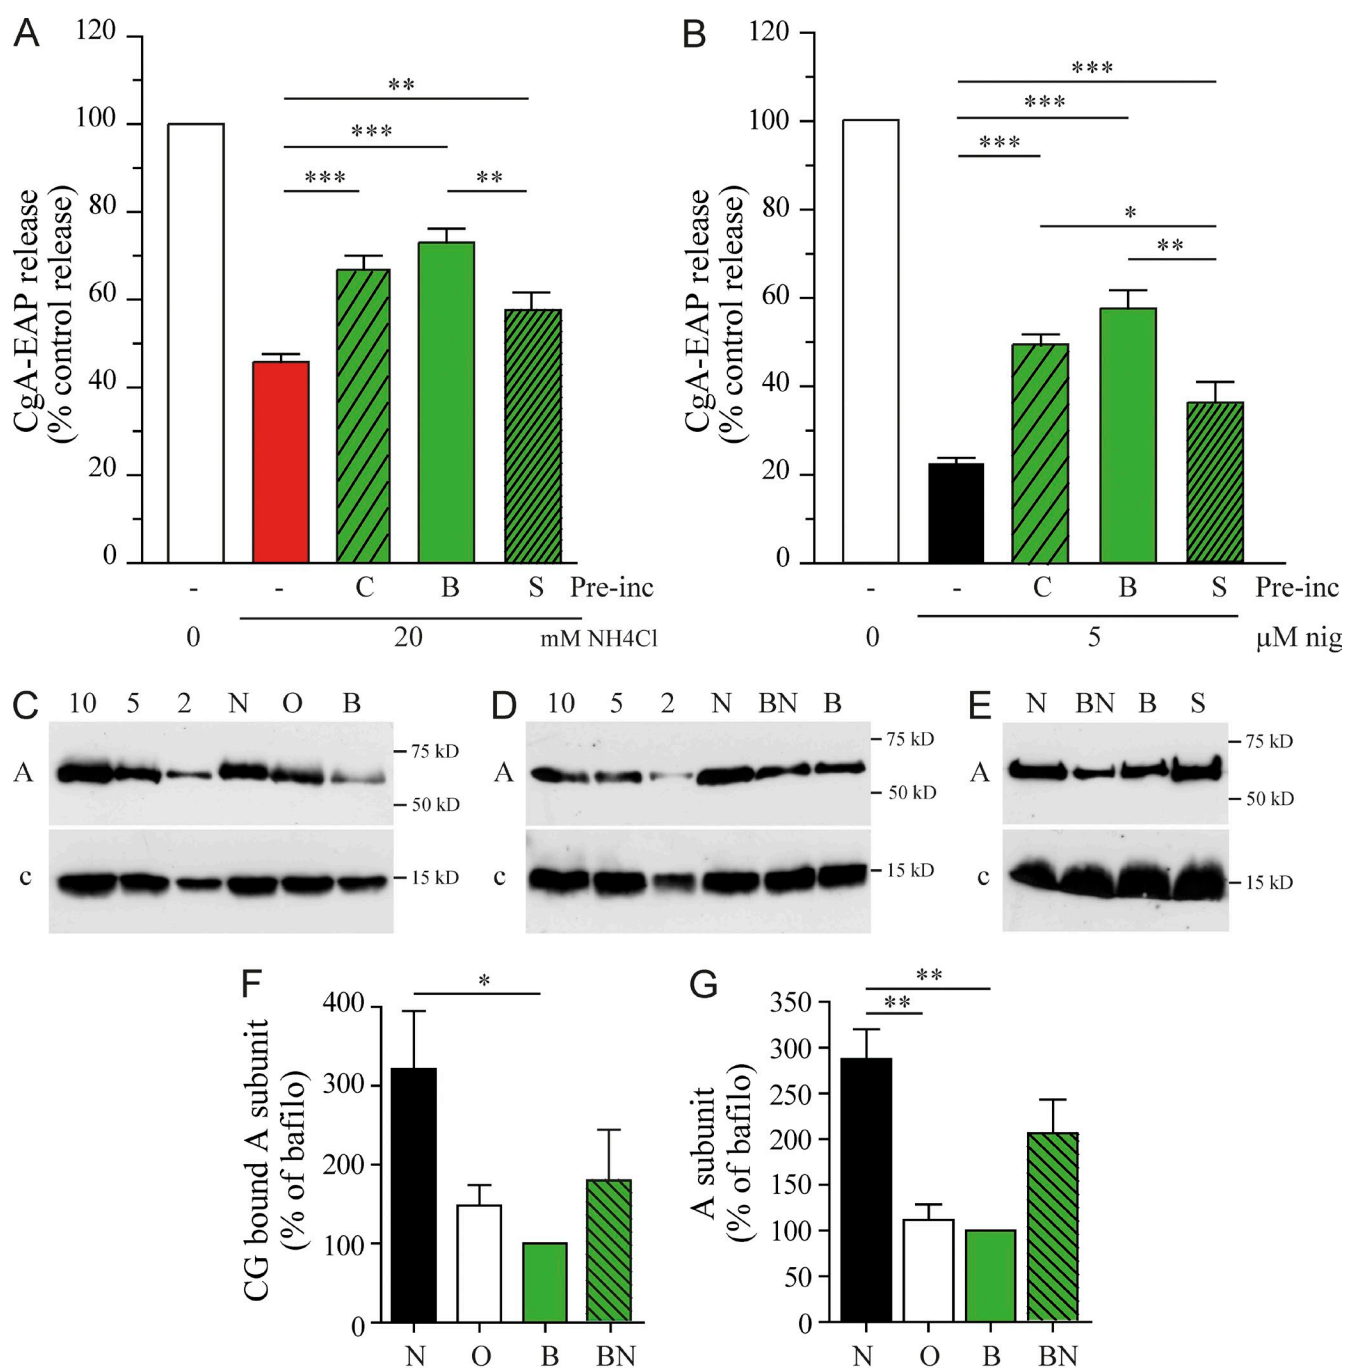 A
CgA-EAP release
(% control release)
120
100
80
60
40
20
0
**
***
*** **
- - C B S Pre-inc
0 20 mM NH4Cl
B
CgA-EAP release
(% control release)
120
100
80
60
40
20
0
***
***
***
*
**
- - C B S Pre-inc
0 5 μM nig
C 10 5 2 N O B
A
75 kD
50 kD
c
15 kD
D 10 5 2 N BN B
A
75 kD
50 kD
c
15 kD
E N BN B S
A
75 kD
50 kD
c
15 kD
F
CG bound A subunit
(% of bafilo)
400
300
200
100
0
*
N O B BN
G
A subunit
(% of bafilo)
350
300
250
200
150
100
50
0
**
**
N O B BN